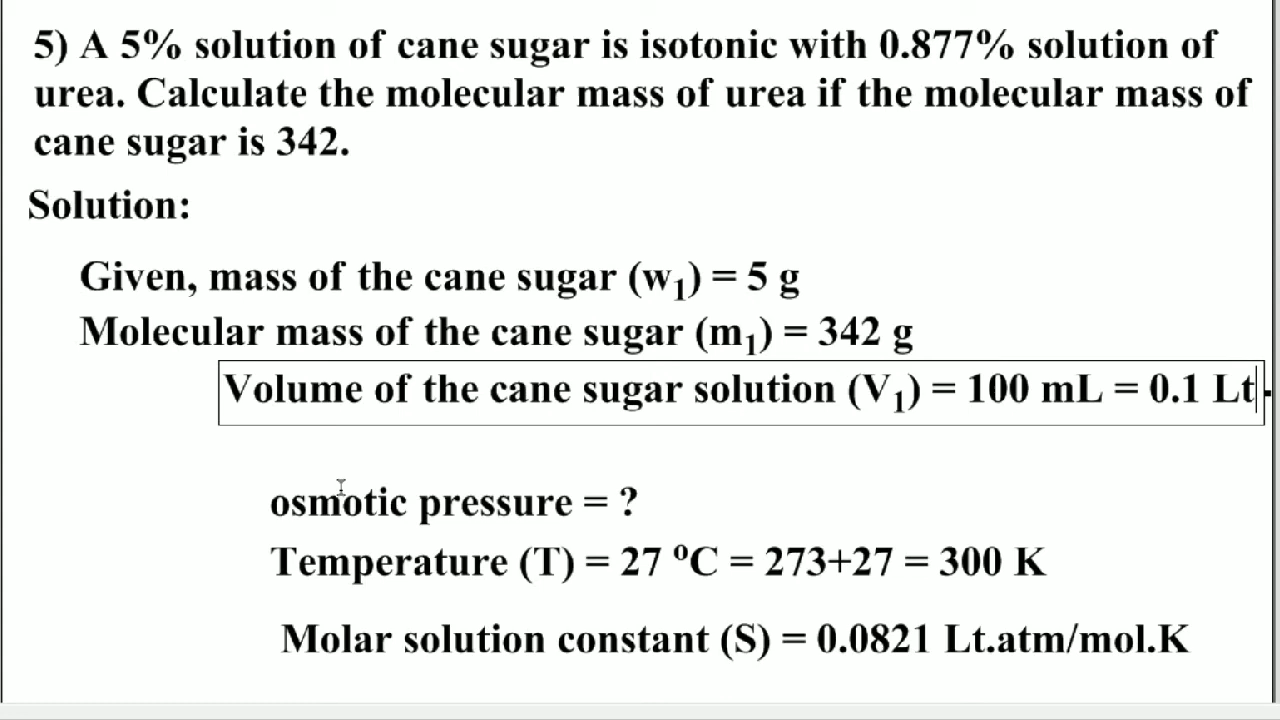 5) A 5% solution of cane sugar is isotonic with 0.877% solution of
urea. Calculate the molecular mass of urea if the molecular mass of
cane sugar is 342.
Solution:
Given, mass of the cane sugar (w₁) = 5 g
Molecular mass of the cane sugar (m₁) = 342 g
Volume of the cane sugar solution (V₁) = 100 mL = 0.1 Lt.
osmotic pressure = ?
Temperature (T) = 27 ⁰C = 273+27 = 300 K
Molar solution constant (S) = 0.0821 Lt.atm/mol.K